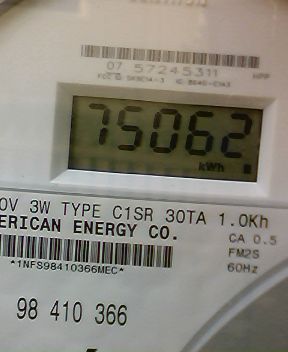 07 57245311
75062
kWh
0V 3W TYPE C1SR 30TA 1.0Kh
ERICAN ENERGY CO.
CA 0.5
FM2S
*1NFS98410366MEC*
60Hz
98 410 366